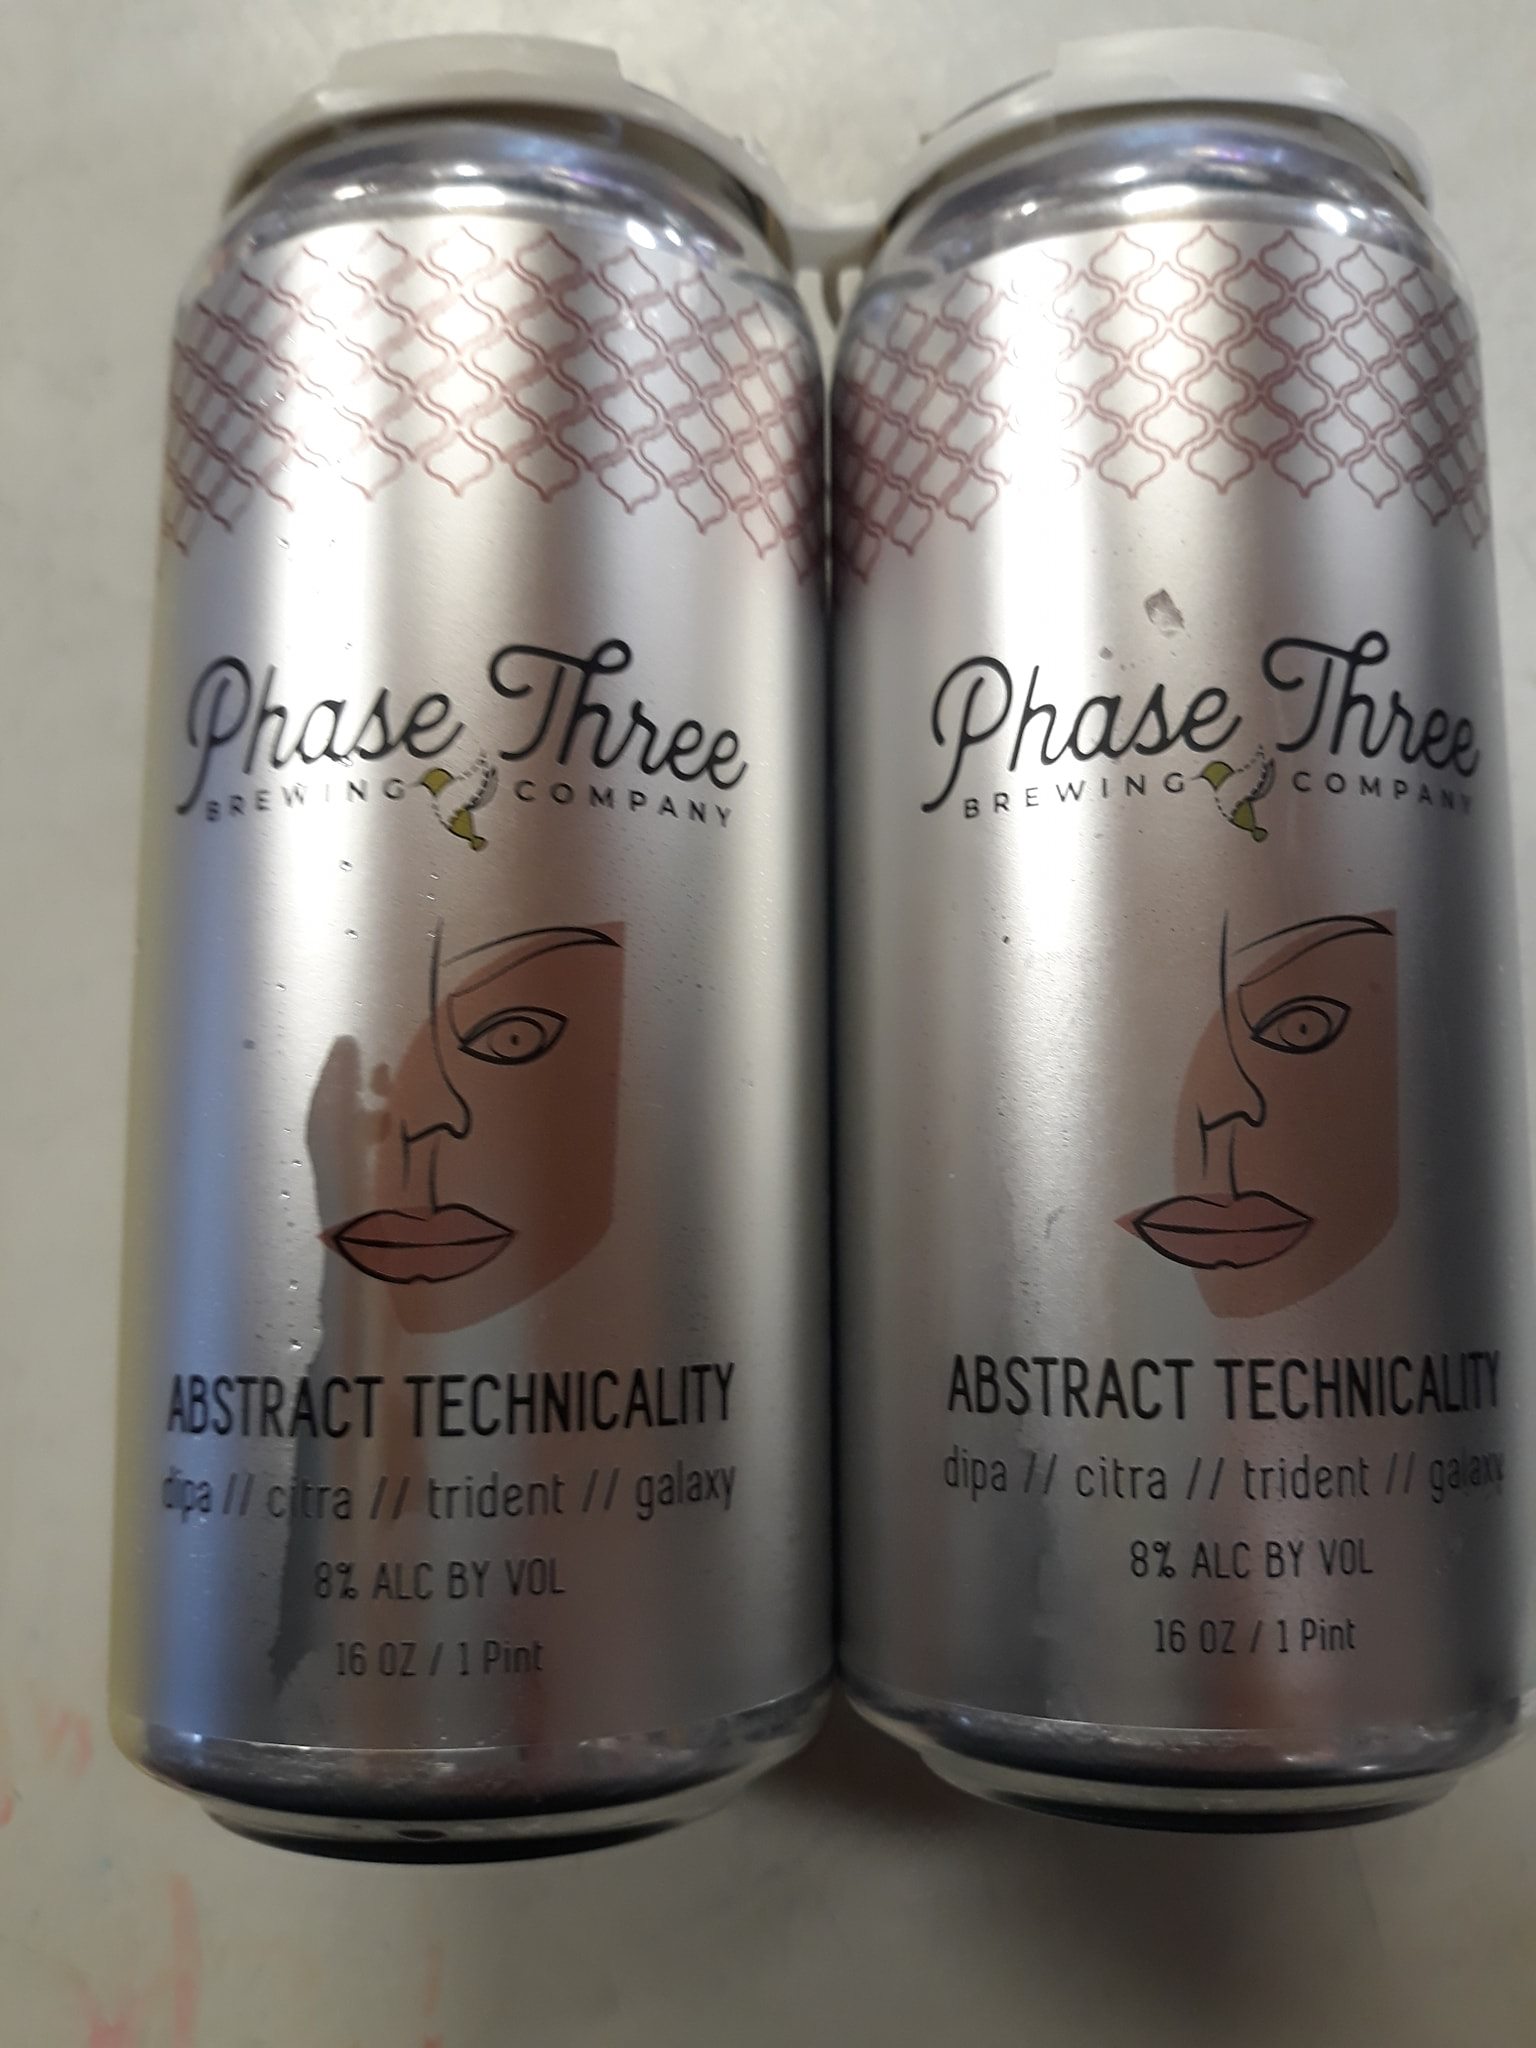 Phase Three
BREWING COMPANY
ABSTRACT TECHNICALITY
dipa // citra // trident // galaxy
8% ALC BY VOL
16 OZ / 1 Pint
Phase Three
BREWING COMPANY
ABSTRACT TECHNICALITY
dipa // citra // trident // galaxy
8% ALC BY VOL
16 OZ / 1 Pint